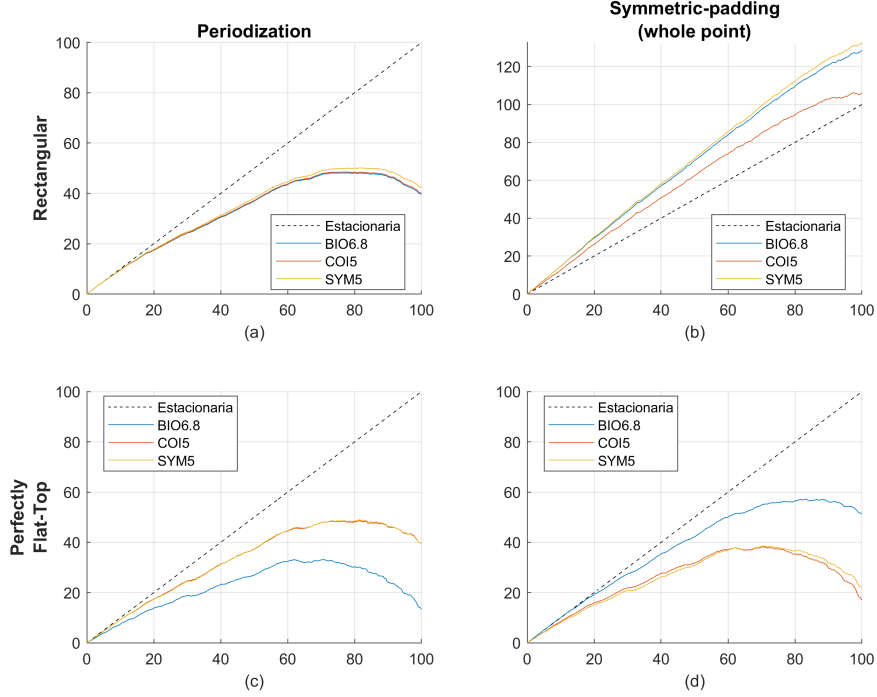 Periodization
Symmetric-padding
(whole point)
Rectangular
100
80
60
40
20
0
0 20 40 60 80 100
Estacionaria
BIO6.8
COI5
SYM5
(a)
120
100
80
60
40
20
0
0 20 40 60 80 100
Estacionaria
BIO6.8
COI5
SYM5
(b)
Perfectly
Flat-Top
100
80
60
40
20
0
0 20 40 60 80 100
Estacionaria
BIO6.8
COI5
SYM5
(c)
100
80
60
40
20
0
0 20 40 60 80 100
Estacionaria
BIO6.8
COI5
SYM5
(d)